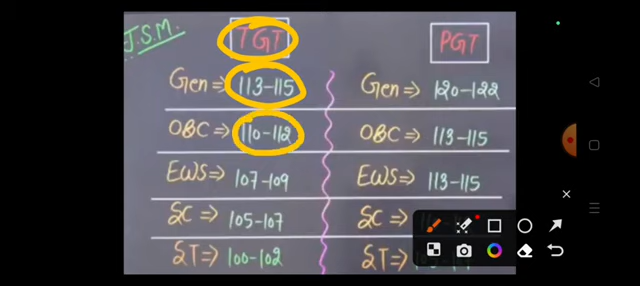 J.S.M.
TGT PGT
Gen⇒ 113-115 Gen⇒ 120-122
OBC⇒ 110-112 OBC⇒ 113-115
EWS⇒ 107-109 EWS⇒ 113-115
SC⇒ 105-107 SC⇒
ST⇒ 100-102 ST⇒